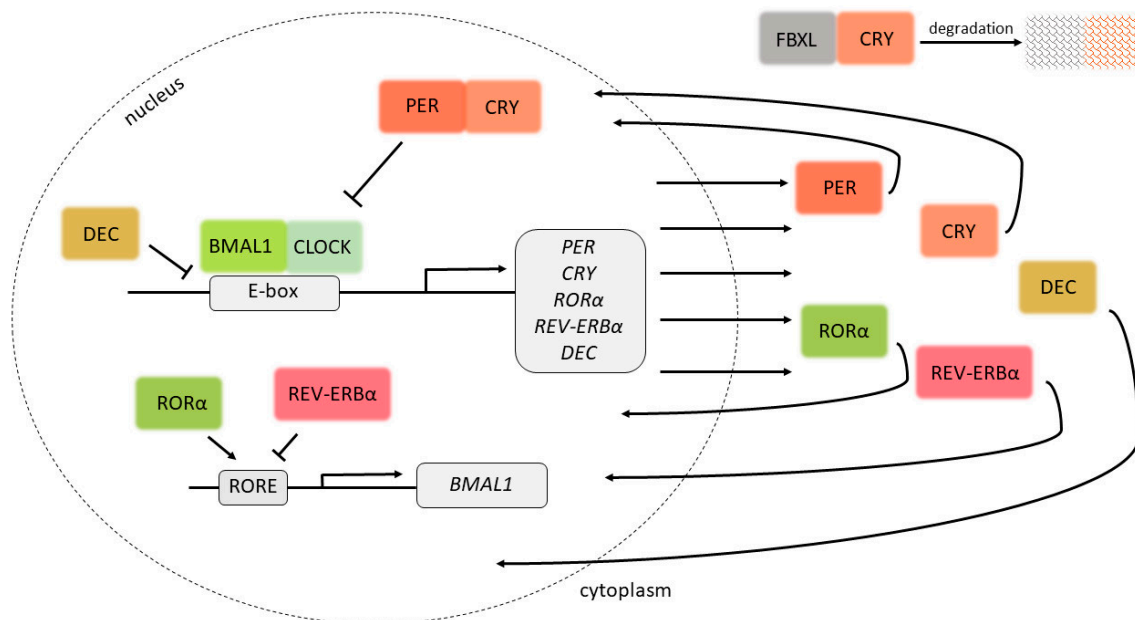 FBXL CRY degradation
nucleus
PER CRY
PER
DEC
BMAL1 CLOCK
CRY
E-box
PER
CRY
RORα
REV-ERBα
DEC
DEC
RORα
REV-ERBα
REV-ERBα
RORα
RORE
BMAL1
cytoplasm